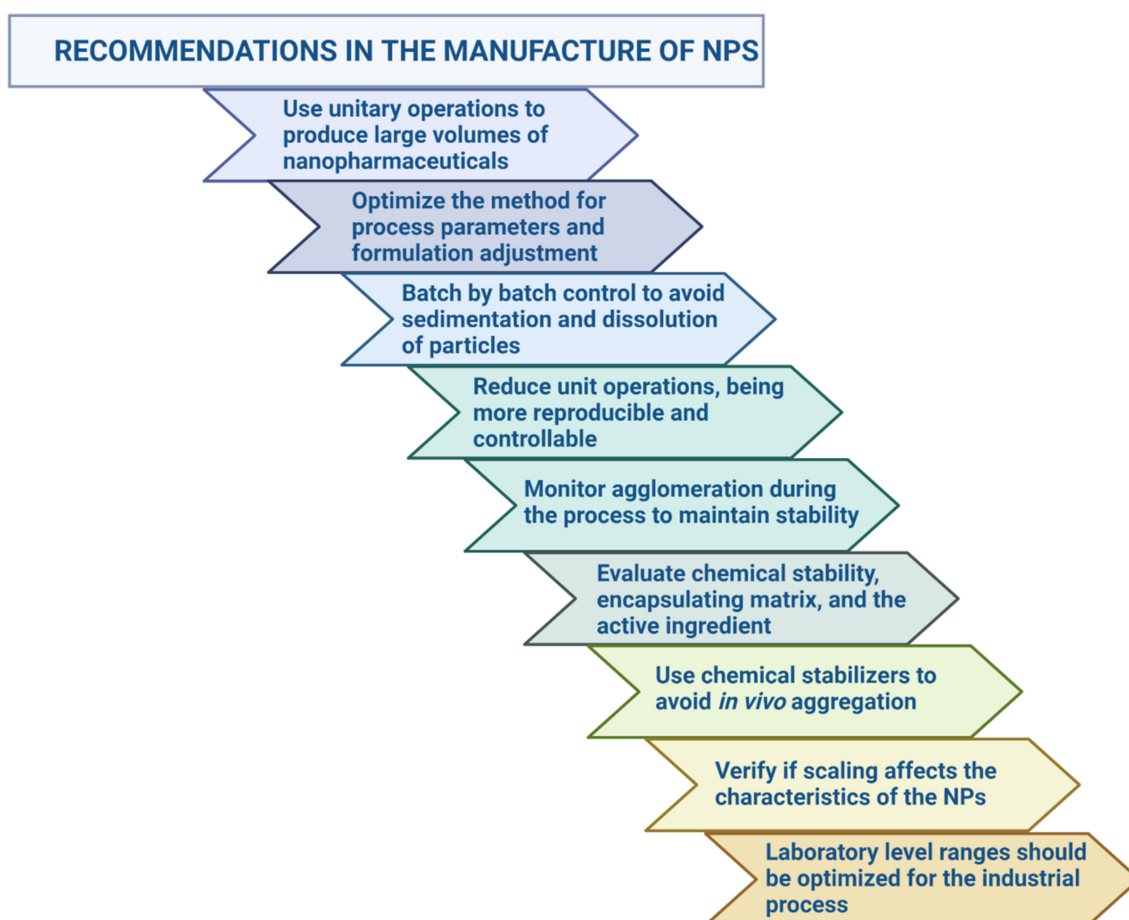 RECOMMENDATIONS IN THE MANUFACTURE OF NPS
Use unitary operations to
produce large volumes of
nanopharmaceuticals
Optimize the method for
process parameters and
formulation adjustment
Batch by batch control to avoid
sedimentation and dissolution
of particles
Reduce unit operations, being
more reproducible and
controllable
Monitor agglomeration during
the process to maintain stability
Evaluate chemical stability,
encapsulating matrix, and the
active ingredient
Use chemical stabilizers to
avoid in vivo aggregation
Verify if scaling affects the
characteristics of the NPs
Laboratory level ranges should
be optimized for the industrial
process